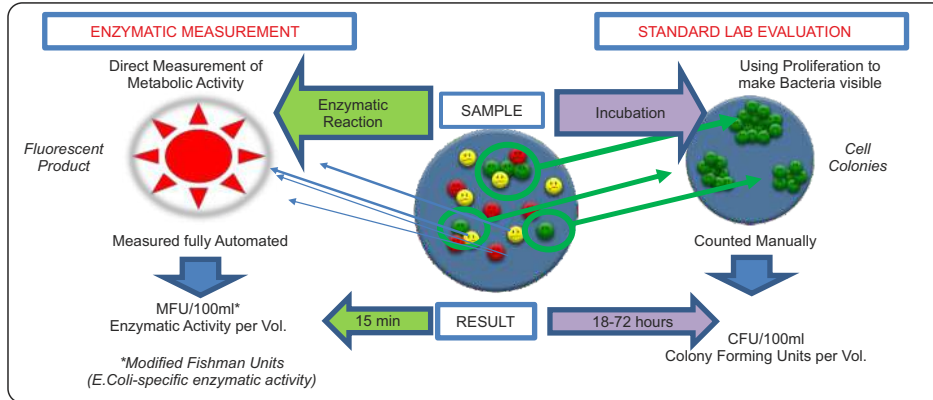 ENZYMATIC MEASUREMENT
STANDARD LAB EVALUATION
Direct Measurement of
Metabolic Activity
Using Proliferation to
make Bacteria visible
Enzymatic
Reaction
SAMPLE
Incubation
Fluorescent
Product
Cell
Colonies
Measured fully Automated
Counted Manually
MFU/100ml*
Enzymatic Activity per Vol.
15 min
RESULT
18-72 hours
CFU/100ml
Colony Forming Units per Vol.
*Modified Fishman Units
(E.Coli-specific enzymatic activity)